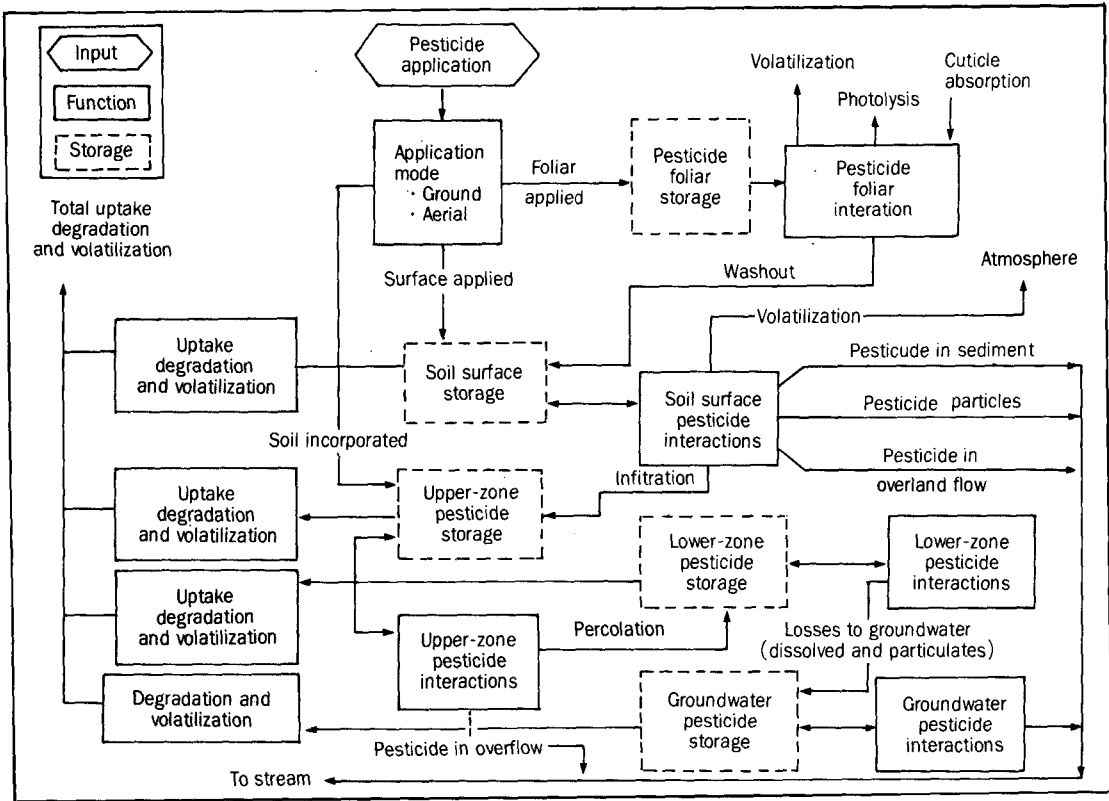 Input
Function
Storage
Pesticide
application
Volatilization
Cuticle
absorption
Photolysis
Application
mode
· Ground
· Aerial
Foliar
applied
Pesticide
foliar
storage
Pesticide
foliar
interation
Total uptake
degradation
and volatilization
Surface applied
Washout
Atmosphere
Volatilization
Uptake
degradation
and volatilization
Soil surface
storage
Soil surface
pesticide
interactions
Pesticude in sediment
Pesticide particles
Pesticide in
overland flow
Soil incorporated
Infitration
Uptake
degradation
and volatilization
Upper-zone
pesticide
storage
Lower-zone
pesticide
storage
Lower-zone
pesticide
interactions
Uptake
degradation
and volatilization
Upper-zone
pesticide
interactions
Percolation
Losses to groundwater
(dissolved and particulates)
Degradation and
volatilization
Groundwater
pesticide
storage
Groundwater
pesticide
interactions
Pesticide in overflow
To stream